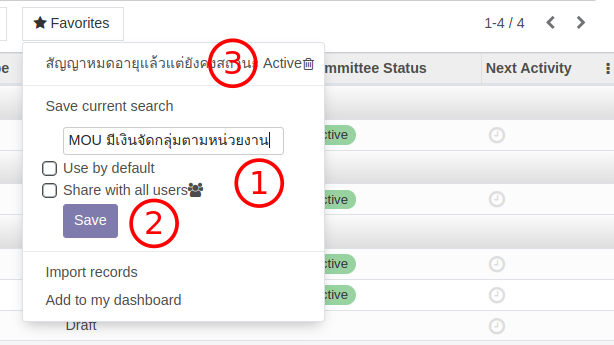 Favorites
1-4 / 4
สัญญาหมดอายุแล้วแต่ยังคงสถานะ Active
3
mmittee Status
Next Activity
Save current search
MOU มีเงินจัดกลุ่มตามหน่วยงาน
ctive
Use by default
1
Share with all users
ctive
Save
2
ctive
Import records
ctive
Add to my dashboard
Draft